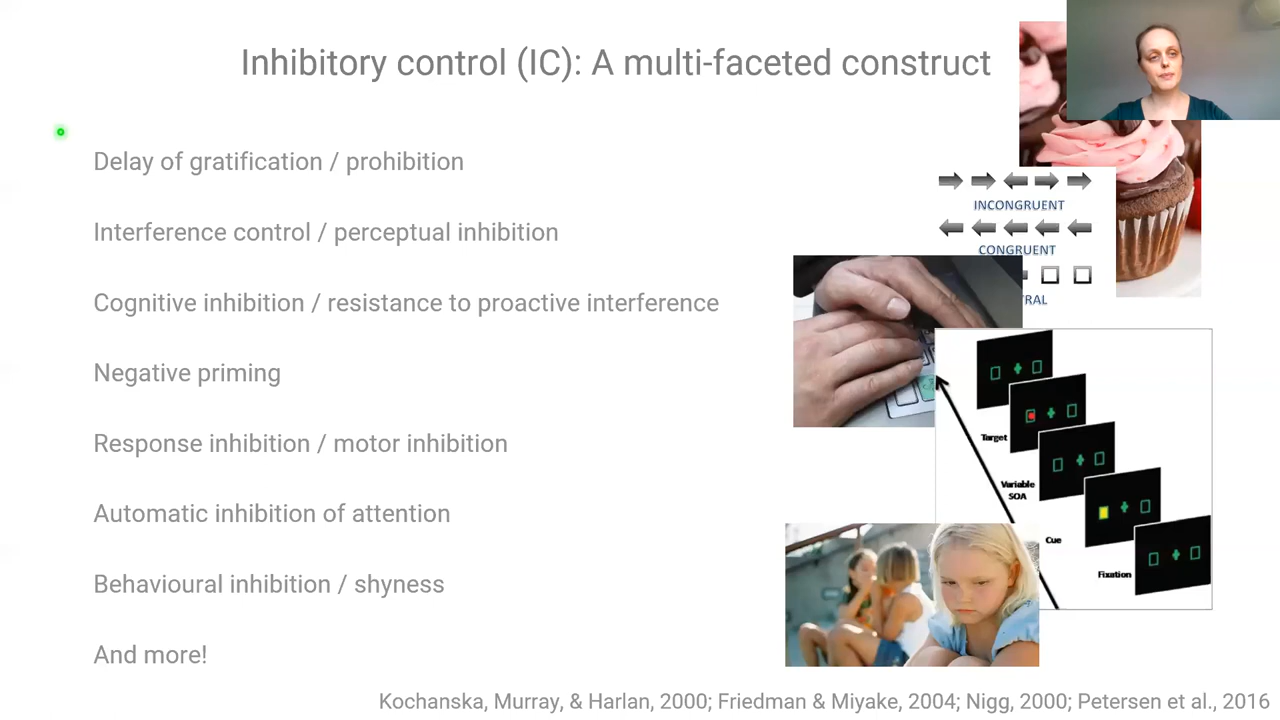 Inhibitory control (IC): A multi-faceted construct
Delay of gratification / prohibition
Interference control / perceptual inhibition
Cognitive inhibition / resistance to proactive interference
Negative priming
Response inhibition / motor inhibition
Automatic inhibition of attention
Behavioural inhibition / shyness
And more!
INCONGRUENT
CONGRUENT
TRAL
Target
Variable
SOA
Cue
Fixation
Kochanska, Murray, & Harlan, 2000; Friedman & Miyake, 2004; Nigg, 2000; Petersen et al., 2016